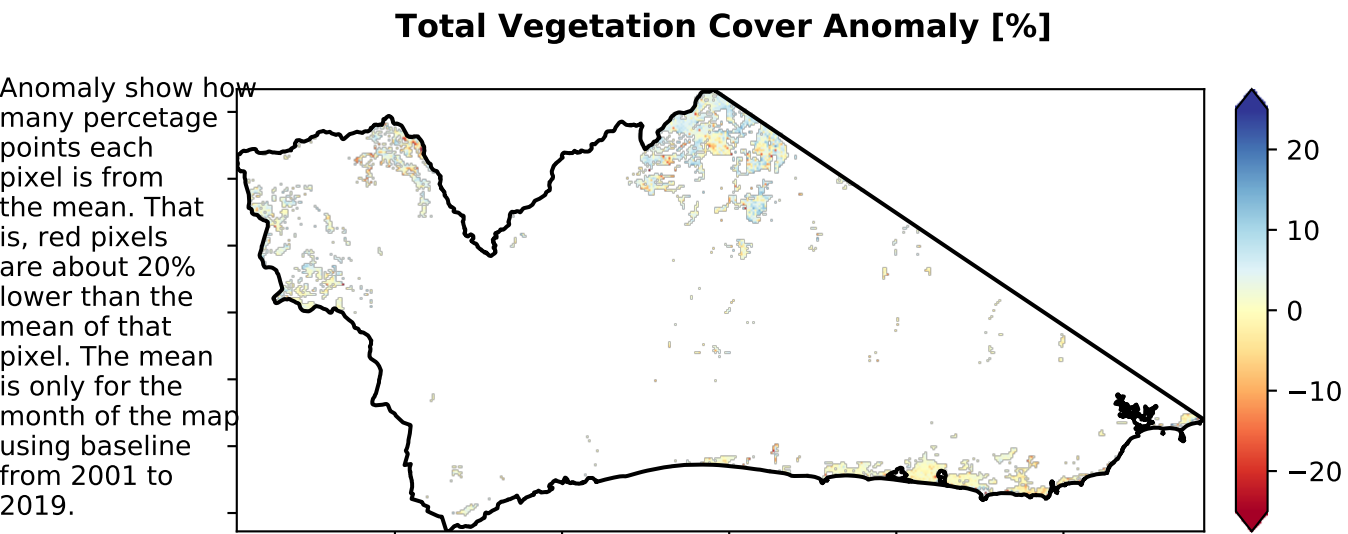 Total Vegetation Cover Anomaly [%]
Anomaly show how
many percetage
points each
pixel is from
the mean. That
is, red pixels
are about 20%
lower than the
mean of that
pixel. The mean
is only for the
month of the map
using baseline
from 2001 to
2019.
20
10
0
−10
−20